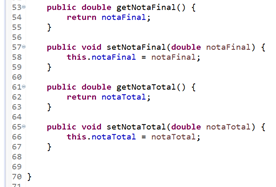 53 public double getNotaFinal() {
54 return notaFinal;
55 }
56
57 public void setNotaFinal(double notaFinal) {
58 this.notaFinal = notaFinal;
59 }
60
61 public double getNotaTotal() {
62 return notaTotal;
63 }
64
65 public void setNotaTotal(double notaTotal) {
66 this.notaTotal = notaTotal;
67 }
68
69
70 }
71